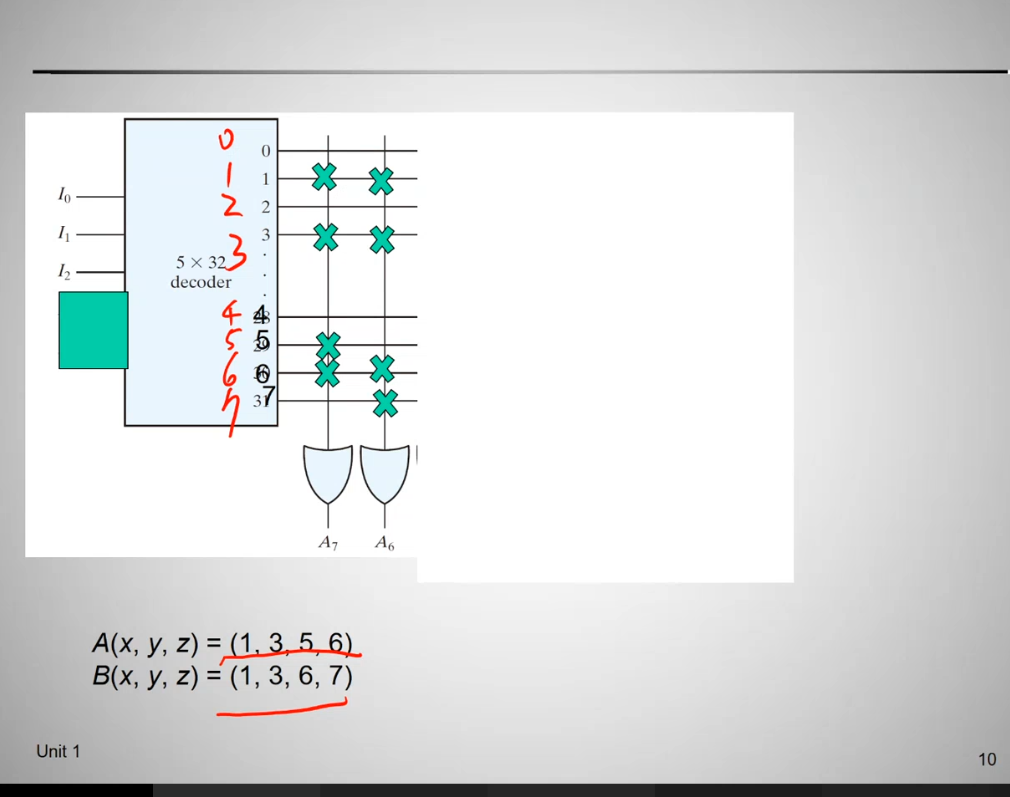 0
0
1
1
I₀
2
2
I₁
3
3
5 × 32
decoder
I₂
.
.
.
4
4
5
5
6
6
7
31
7
A₇ A₆
A(x, y, z) = (1, 3, 5, 6)
B(x, y, z) = (1, 3, 6, 7)
Unit 1
10